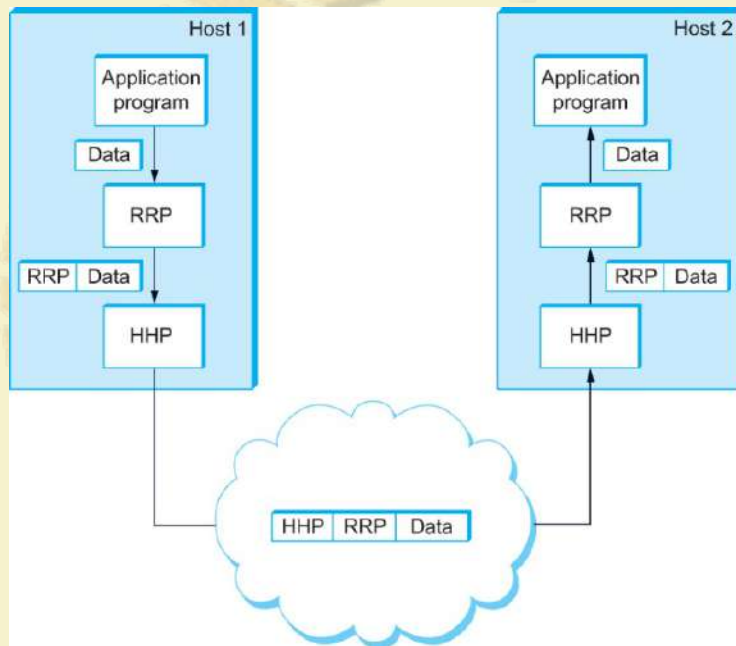 Host 1
Application
program
Data
RRP
RRP Data
HHP
Host 2
Application
program
Data
RRP
RRP Data
HHP
HHP RRP Data